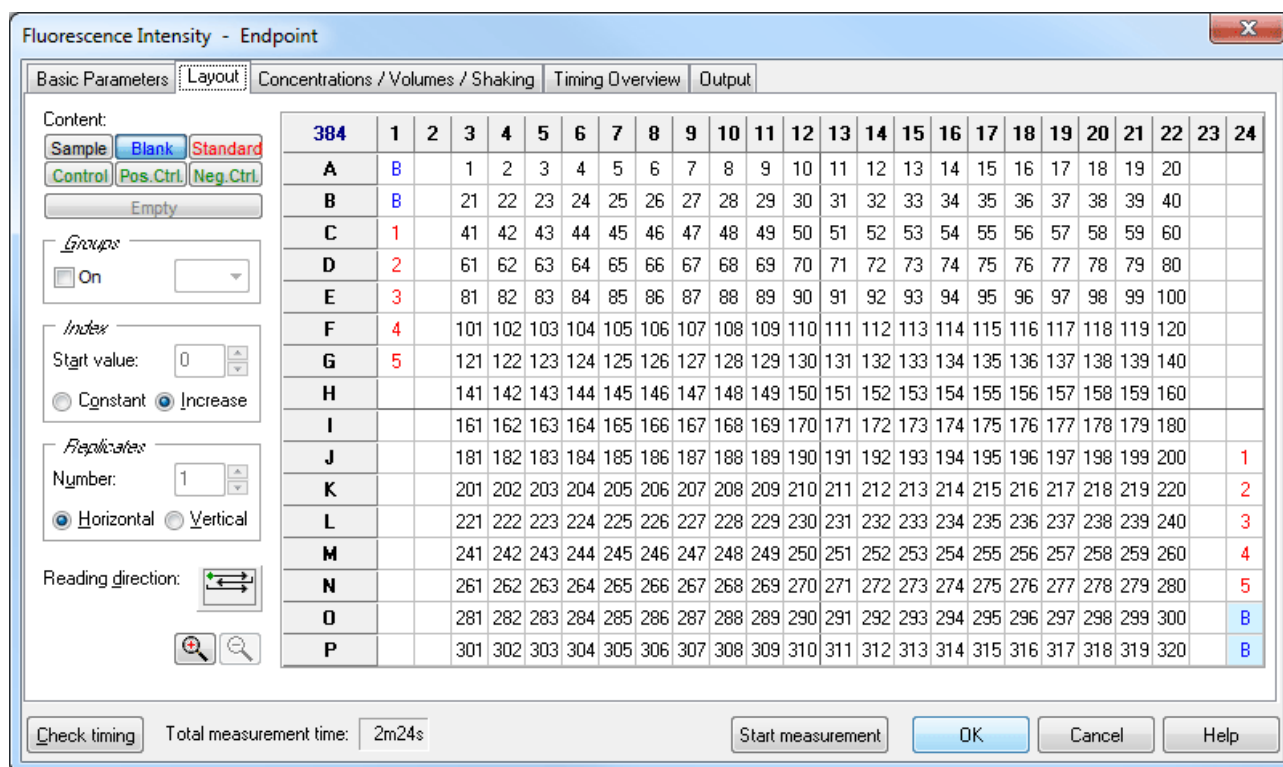 Fluorescence Intensity - Endpoint
x
Basic Parameters Layout Concentrations / Volumes / Shaking Timing Overview Output
Content:
Sample Blank Standard
Control Pos.Ctrl. Neg.Ctrl.
Empty
Groups
On
Index
Start value: 0
Constant Increase
Replicates
Number: 1
Horizontal Vertical
Reading direction:
384 1 2 3 4 5 6 7 8 9 10 11 12 13 14 15 16 17 18 19 20 21 22 23 24
A B 1 2 3 4 5 6 7 8 9 10 11 12 13 14 15 16 17 18 19 20
B B 21 22 23 24 25 26 27 28 29 30 31 32 33 34 35 36 37 38 39 40
C 1 41 42 43 44 45 46 47 48 49 50 51 52 53 54 55 56 57 58 59 60
D 2 61 62 63 64 65 66 67 68 69 70 71 72 73 74 75 76 77 78 79 80
E 3 81 82 83 84 85 86 87 88 89 90 91 92 93 94 95 96 97 98 99 100
F 4 101 102 103 104 105 106 107 108 109 110 111 112 113 114 115 116 117 118 119 120
G 5 121 122 123 124 125 126 127 128 129 130 131 132 133 134 135 136 137 138 139 140
H 141 142 143 144 145 146 147 148 149 150 151 152 153 154 155 156 157 158 159 160
I 161 162 163 164 165 166 167 168 169 170 171 172 173 174 175 176 177 178 179 180
J 181 182 183 184 185 186 187 188 189 190 191 192 193 194 195 196 197 198 199 200 1
K 201 202 203 204 205 206 207 208 209 210 211 212 213 214 215 216 217 218 219 220 2
L 221 222 223 224 225 226 227 228 229 230 231 232 233 234 235 236 237 238 239 240 3
M 241 242 243 244 245 246 247 248 249 250 251 252 253 254 255 256 257 258 259 260 4
N 261 262 263 264 265 266 267 268 269 270 271 272 273 274 275 276 277 278 279 280 5
O 281 282 283 284 285 286 287 288 289 290 291 292 293 294 295 296 297 298 299 300 B
P 301 302 303 304 305 306 307 308 309 310 311 312 313 314 315 316 317 318 319 320 B
Check timing Total measurement time: 2m24s Start measurement OK Cancel Help